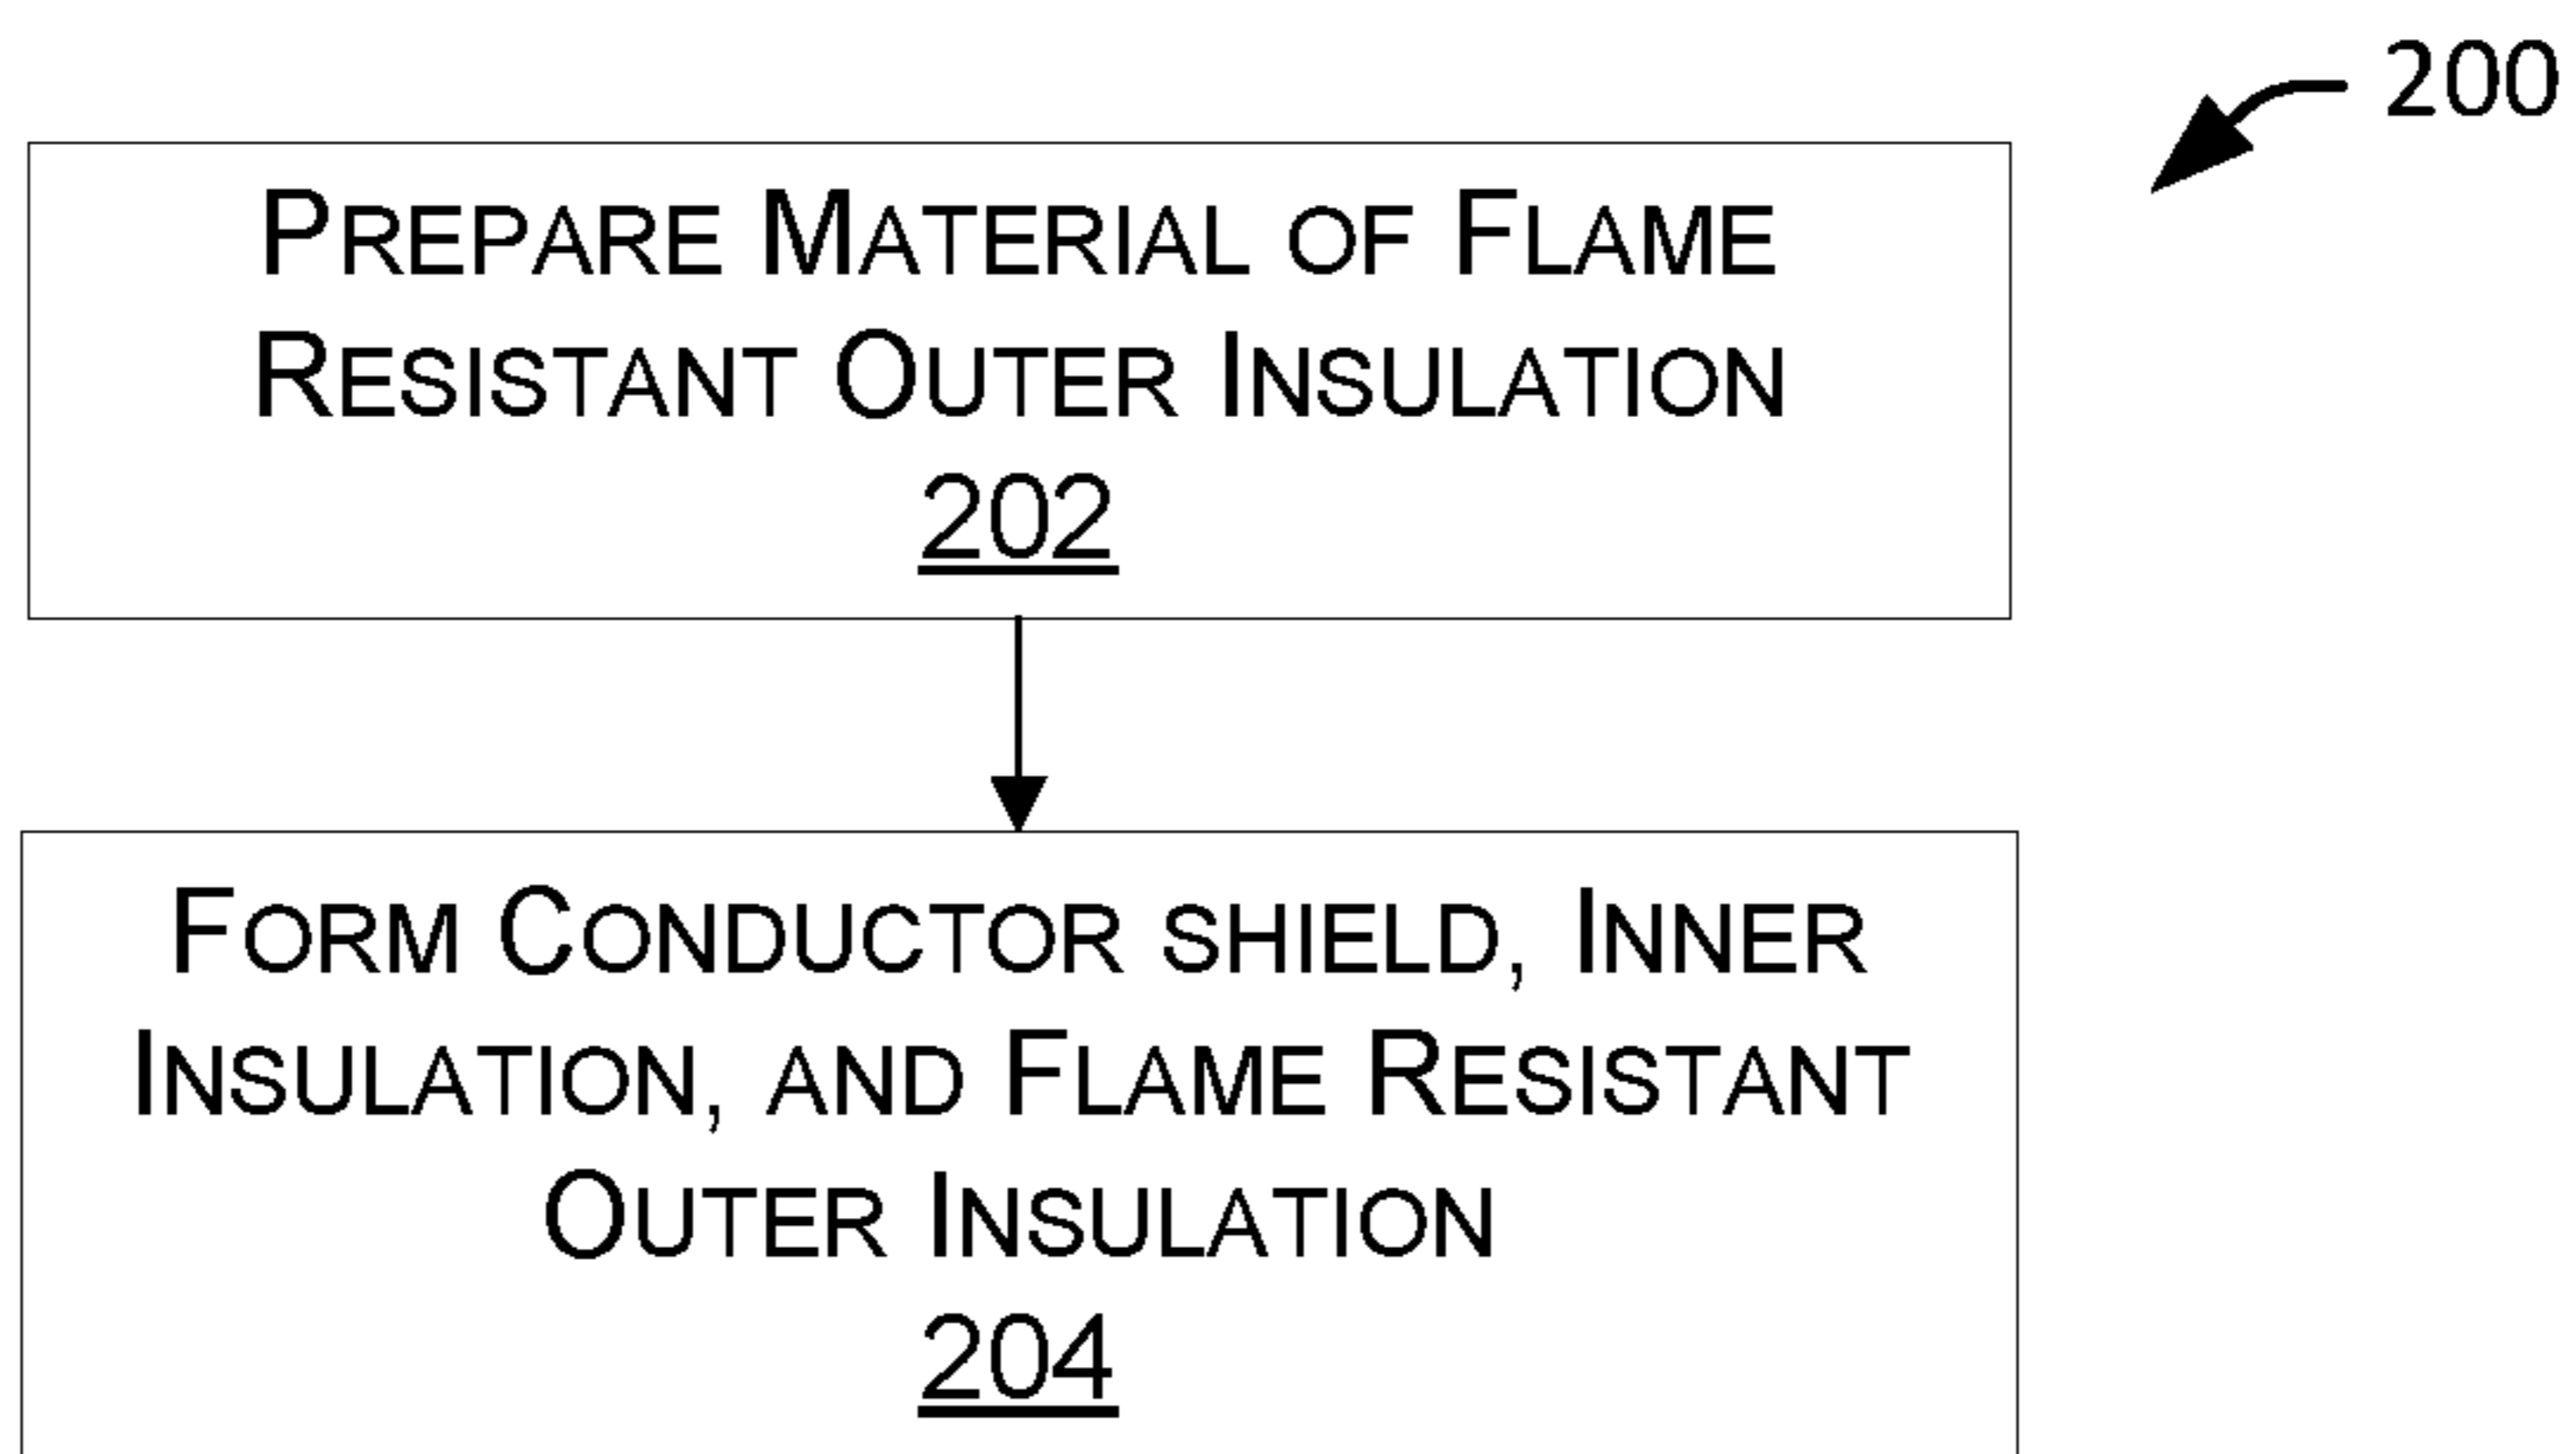 200
PREPARE MATERIAL OF FLAME
RESISTANT OUTER INSULATION
202
FORM CONDUCTOR SHIELD, INNER
INSULATION, AND FLAME RESISTANT
OUTER INSULATION
204